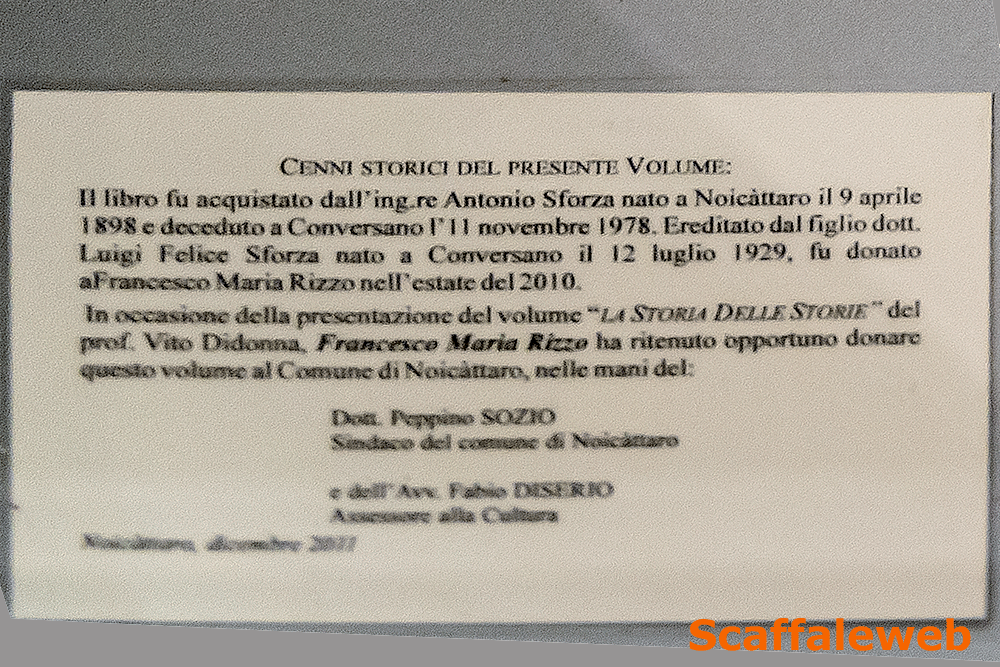 CENNI STORICI DEL PRESENTE VOLUME:
Il libro fu acquistato dall'ing.re Antonio Sforza nato a Noicàttaro il 9 aprile
1898 e deceduto a Conversano l'11 novembre 1978. Ereditato dal figlio dott.
Luigi Felice Sforza nato a Conversano il 12 luglio 1929, fu donato
aFrancesco Maria Rizzo nell'estate del 2010.
In occasione della presentazione del volume "LA STORIA DELLE STORIE" del
prof. Vito Didonna, Francesco Maria Rizzo ha ritenuto opportuno donare
questo volume al Comune di Noicàttaro, nelle mani del:
Dott. Peppino SOZIO
Sindaco del comune di Noicàttaro
e dell'Avv. Fabio DISERIO
Assessore alla Cultura
Noicàttaro, dicembre 2011
Scaffaleweb